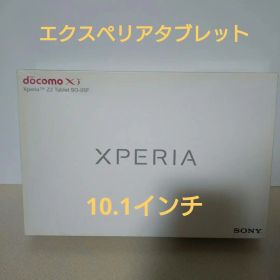 エクスペリアタブレット
döcomo Xi
Xperia™ Z2 Tablet SO-05F
XPERIA
10.1インチ
SONY